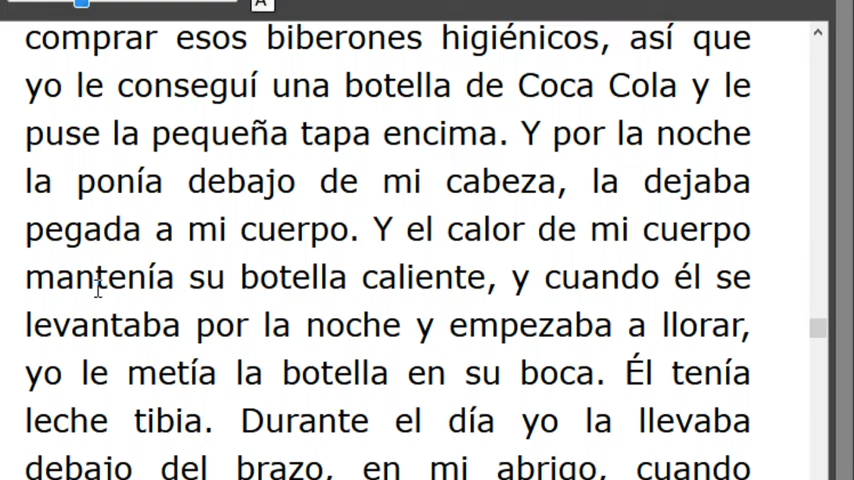 A
comprar esos biberones higiénicos, así que
yo le conseguí una botella de Coca Cola y le
puse la pequeña tapa encima. Y por la noche
la ponía debajo de mi cabeza, la dejaba
pegada a mi cuerpo. Y el calor de mi cuerpo
mantenía su botella caliente, y cuando él se
levantaba por la noche y empezaba a llorar,
yo le metía la botella en su boca. Él tenía
leche tibia. Durante el día yo la llevaba
debajo del brazo, en mi abrigo, cuando